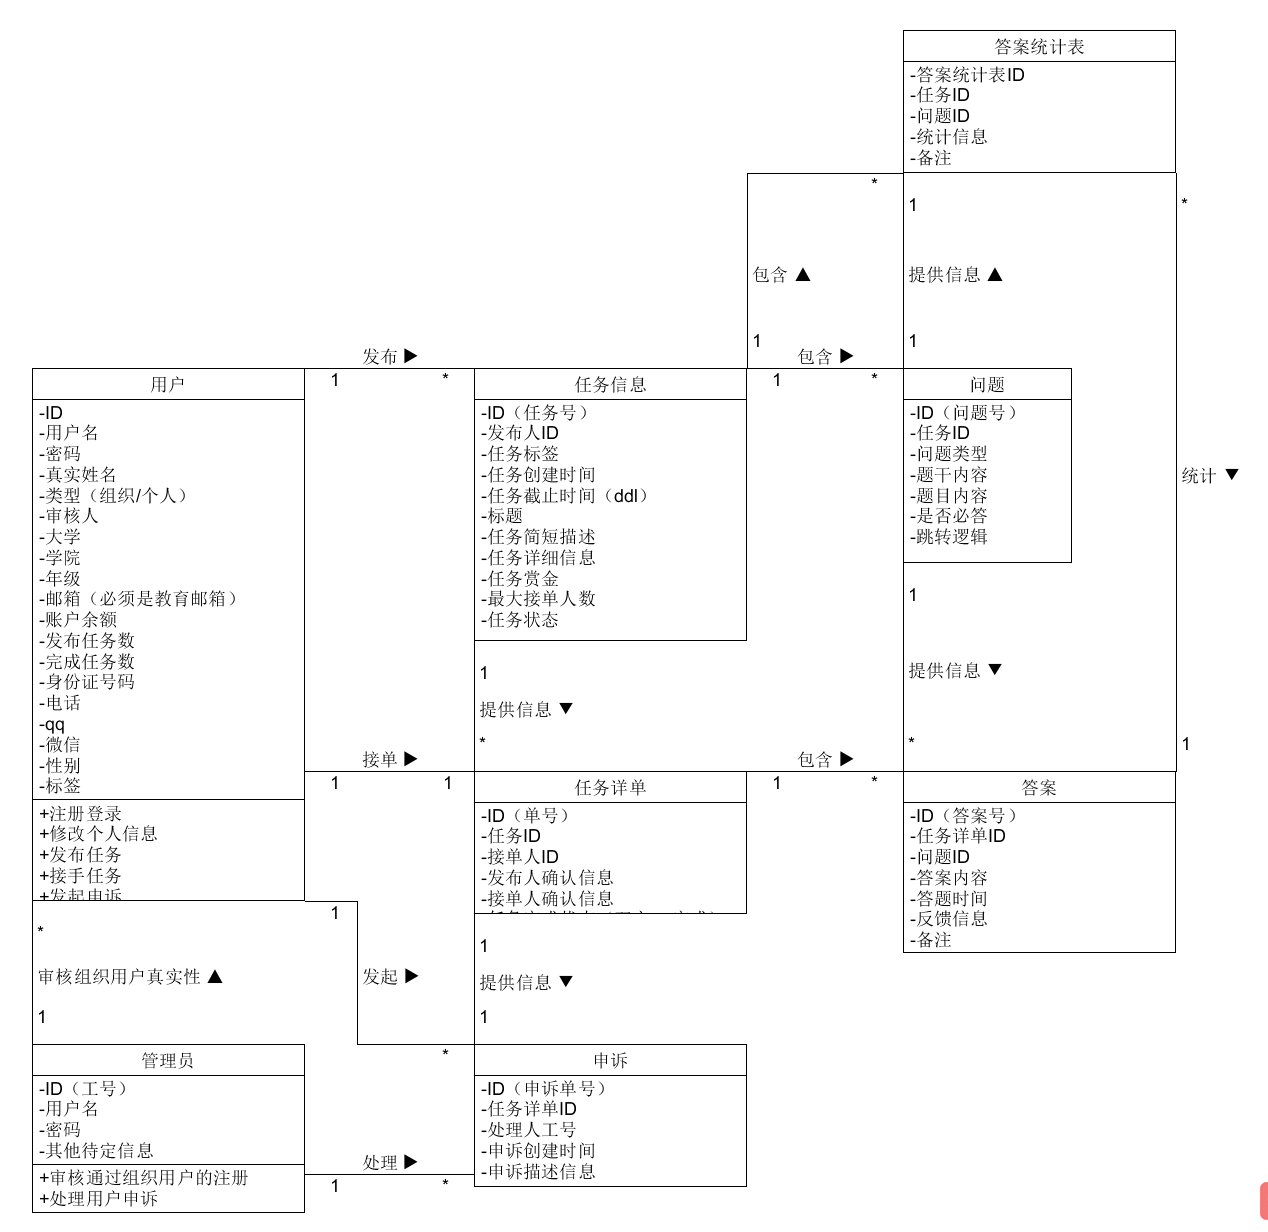 答案统计表
-答案统计表ID
-任务ID
-问题ID
-统计信息
-备注
*
1
*
包含 ▲
提供信息 ▲
1
1
发布 ▶
包含 ▶
1
*
1
*
用户
-ID
-用户名
-密码
-真实姓名
-类型（组织/个人）
-审核人
-大学
-学院
-年级
-邮箱（必须是教育邮箱）
-账户余额
-发布任务数
-完成任务数
-身份证号码
-电话
-qq
-微信
-性别
-标签
+注册登录
+修改个人信息
+发布任务
+接手任务
+发起申诉
任务信息
-ID（任务号）
-发布人ID
-任务标签
-任务创建时间
-任务截止时间（ddl）
-标题
-任务简短描述
-任务详细信息
-任务赏金
-最大接单人数
-任务状态
问题
-ID（问题号）
-任务ID
-问题类型
-题干内容
-题目内容
-是否必答
-跳转逻辑
统计 ▼
1
提供信息 ▼
*
1
提供信息 ▼
*
1
接单 ▶
1
1
包含 ▶
1
*
任务详单
-ID（单号）
-任务ID
-接单人ID
-发布人确认信息
-接单人确认信息
答案
-ID（答案号）
-任务详单ID
-问题ID
-答案内容
-答题时间
-反馈信息
-备注
*
审核组织用户真实性 ▲
1
1
发起 ▶
*
1
提供信息 ▼
1
管理员
-ID（工号）
-用户名
-密码
-其他待定信息
+审核通过组织用户的注册
+处理用户申诉
申诉
-ID（申诉单号）
-任务详单ID
-处理人工号
-申诉创建时间
-申诉描述信息
处理 ▶
1
*